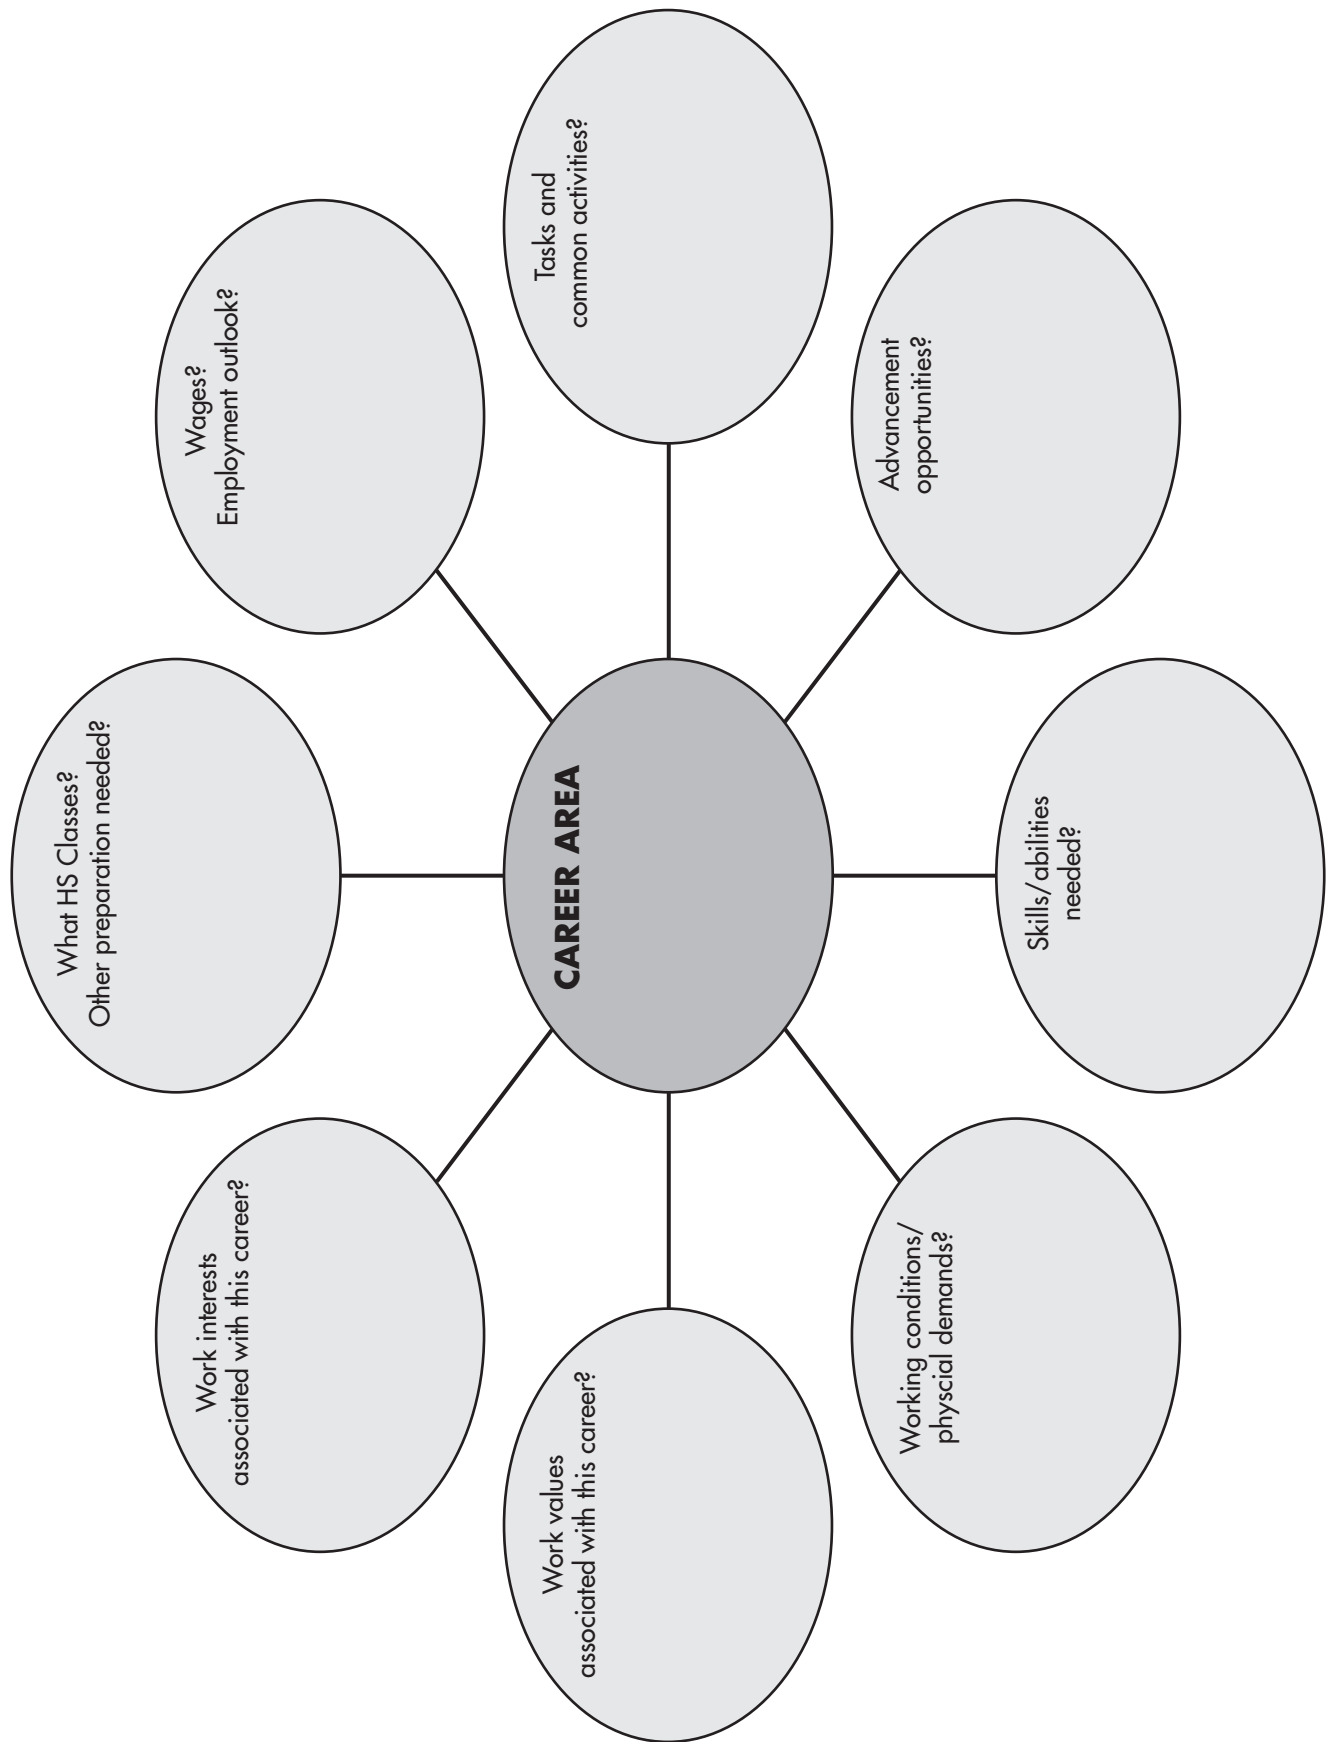 What HS Classes?
Other preparation needed?
Work interests
associated with this career?
Wages?
Employment outlook?
Work values
associated with this career?
CAREER AREA
Tasks and
common activities?
Working conditions/
physcial demands?
Advancement
opportunities?
Skills/abilities
needed?